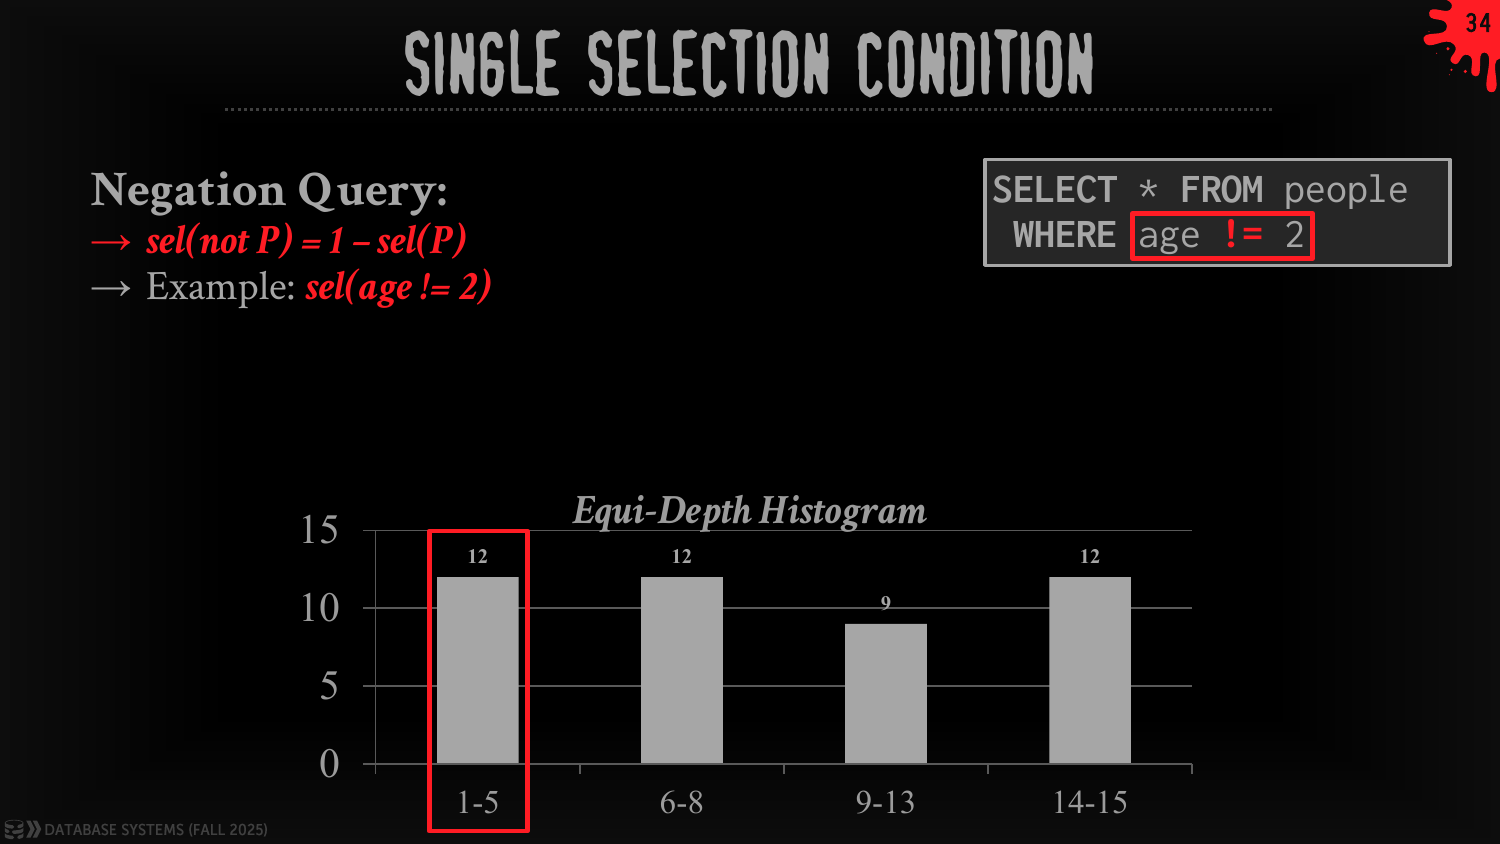 SINGLE SELECTION CONDITION
34
Negation Query:
→ sel(not P) = 1 – sel(P)
→ Example: sel(age != 2)
SELECT * FROM people
WHERE age != 2
Equi-Depth Histogram
15
10
5
0
12
12
9
12
1-5
6-8
9-13
14-15
DATABASE SYSTEMS (FALL 2025)